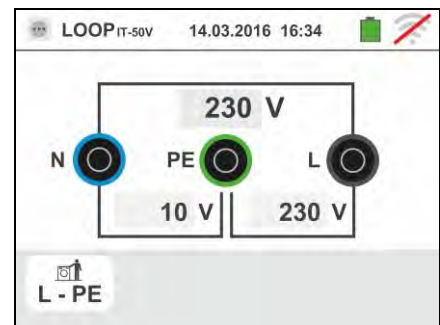 LOOP IT-50V 14.03.2016 16:34
230 V
N PE L
10 V 230 V
L - PE